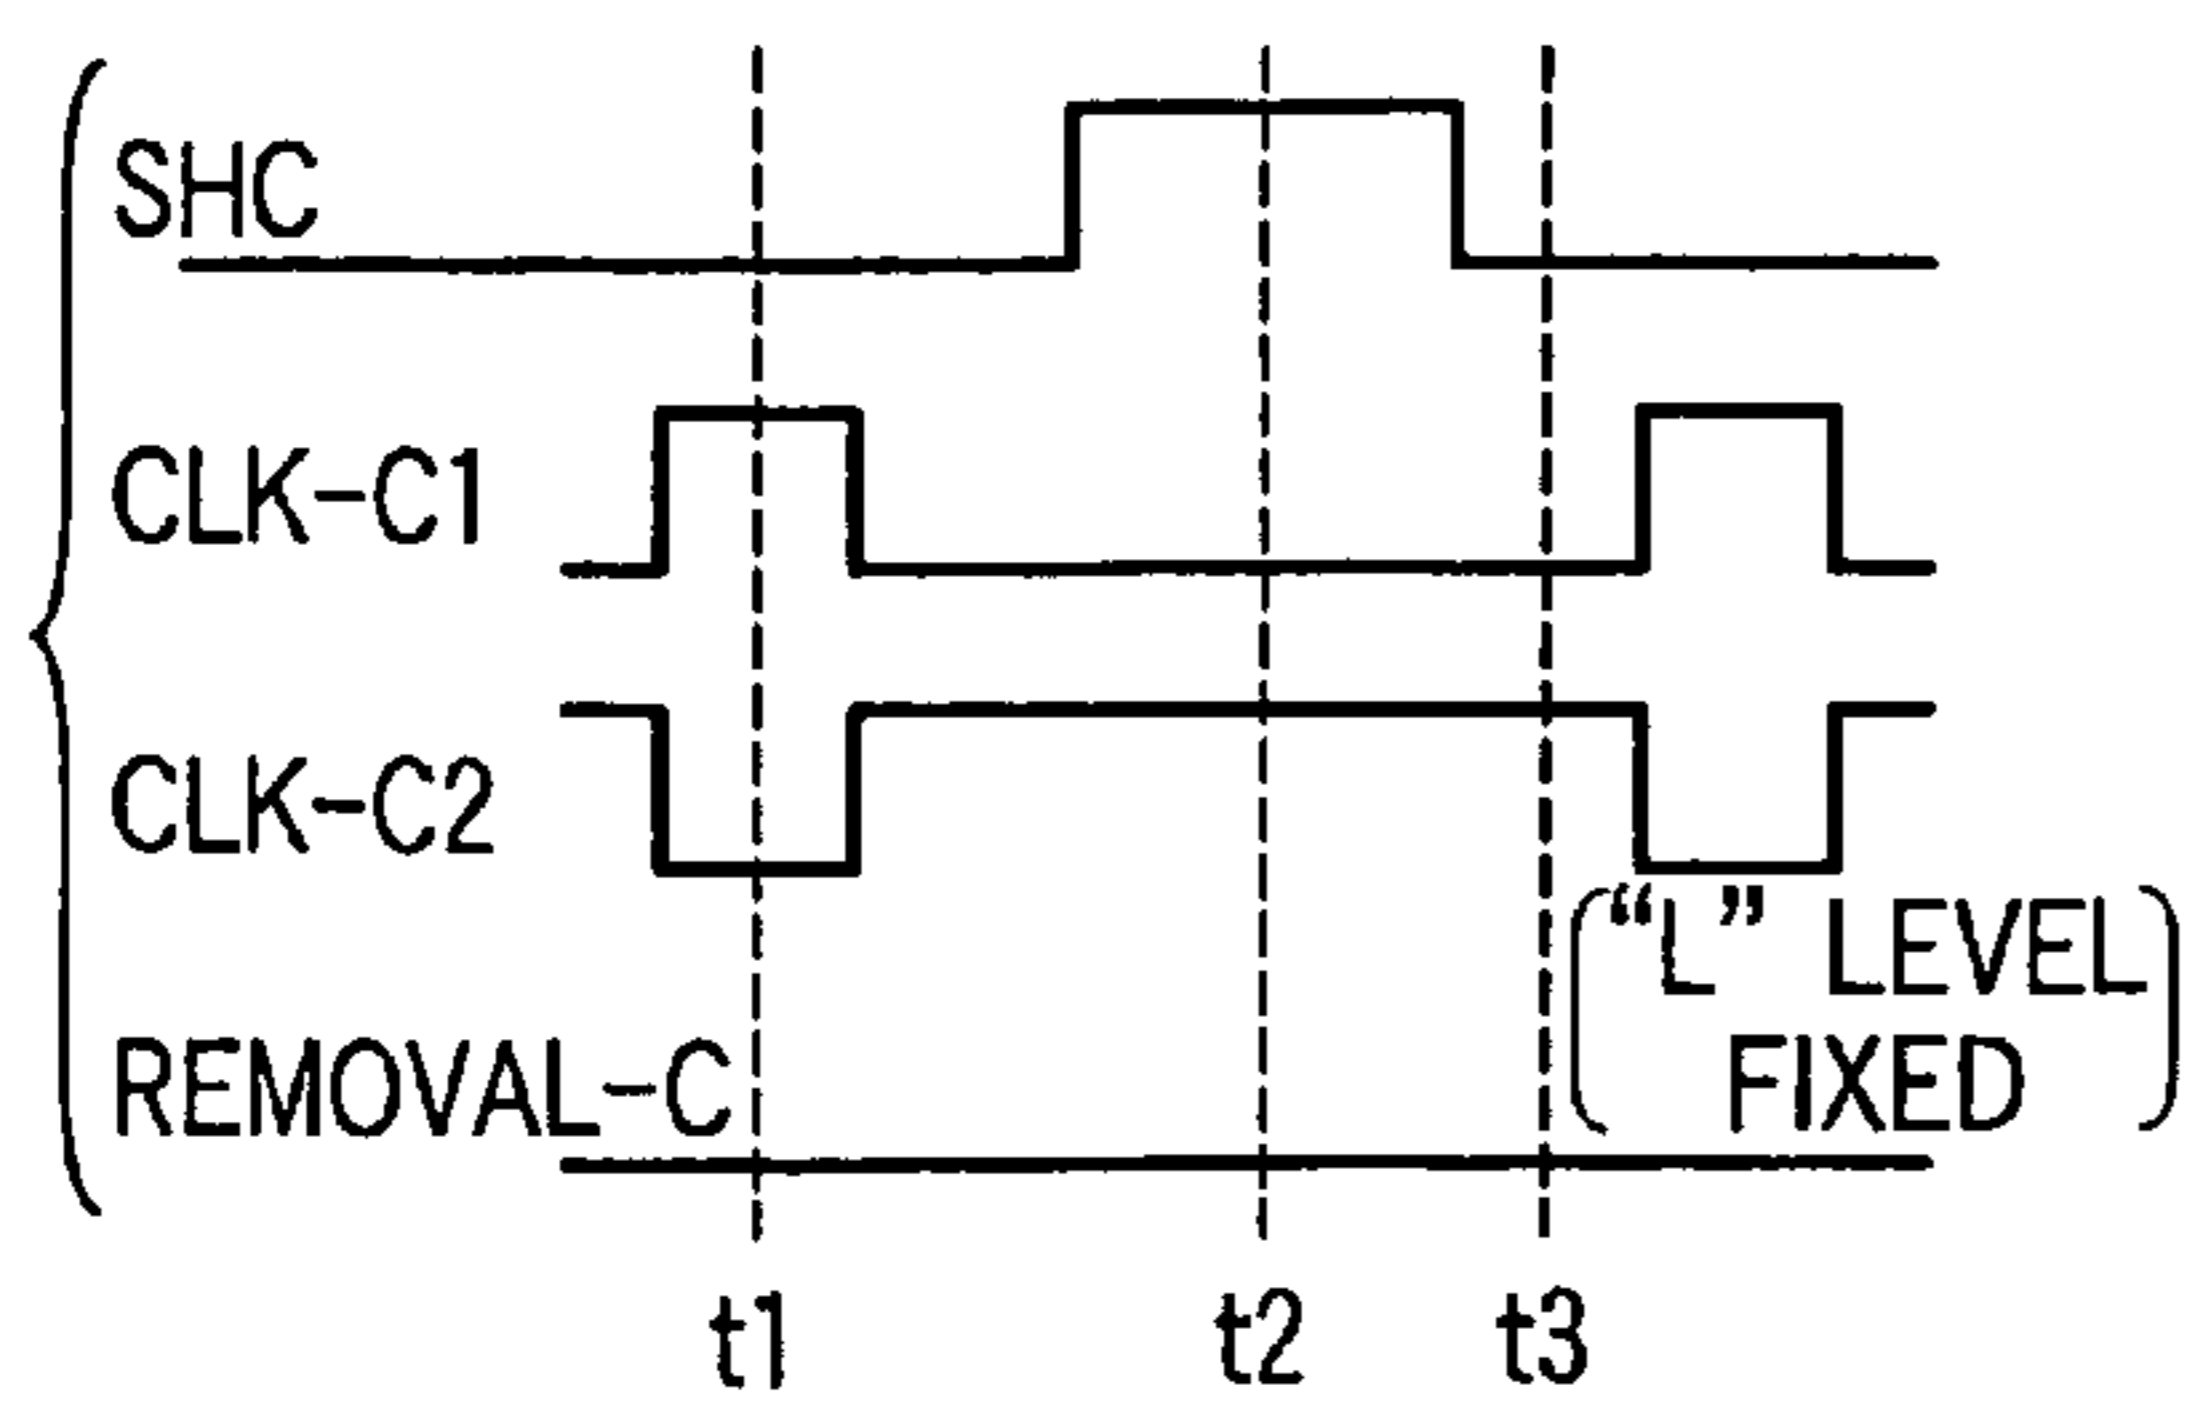 SHC
CLK-C1
CLK-C2
“L” LEVEL
FIXED
REMOVAL-C
t1 t2 t3